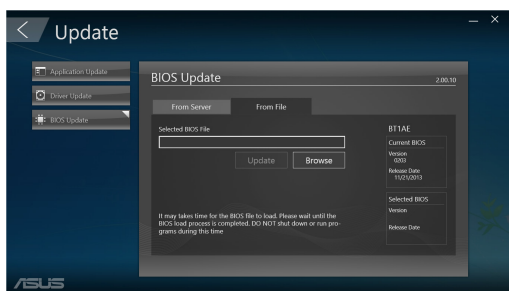 Update
Application Update
Driver Update
BIOS Update
BIOS Update
2.00.10
From Server
From File
Selected BIOS File
Update
Browse
It may takes time for the BIOS file to load. Please wait until the
BIOS load process is completed. DO NOT shut down or run pro-
grams during this time
BT1AE
Current BIOS
Version
0203
Release Date
11/21/2013
Selected BIOS
Version
Release Date
ASUS